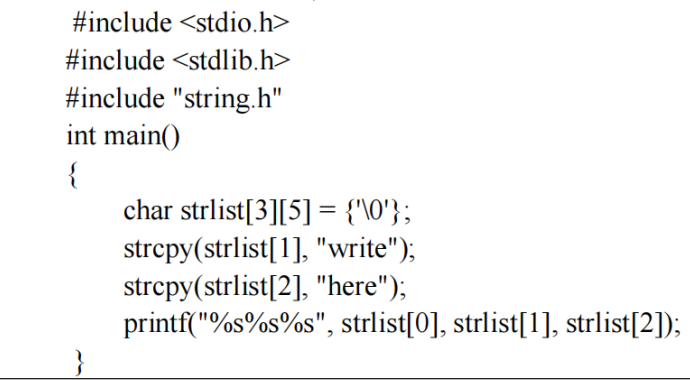 #include <stdio.h>
#include <stdlib.h>
#include "string.h"
int main()
{
char strlist[3][5] = {'\0'};
strcpy(strlist[1], "write");
strcpy(strlist[2], "here");
printf("%s%s%s", strlist[0], strlist[1], strlist[2]);
}